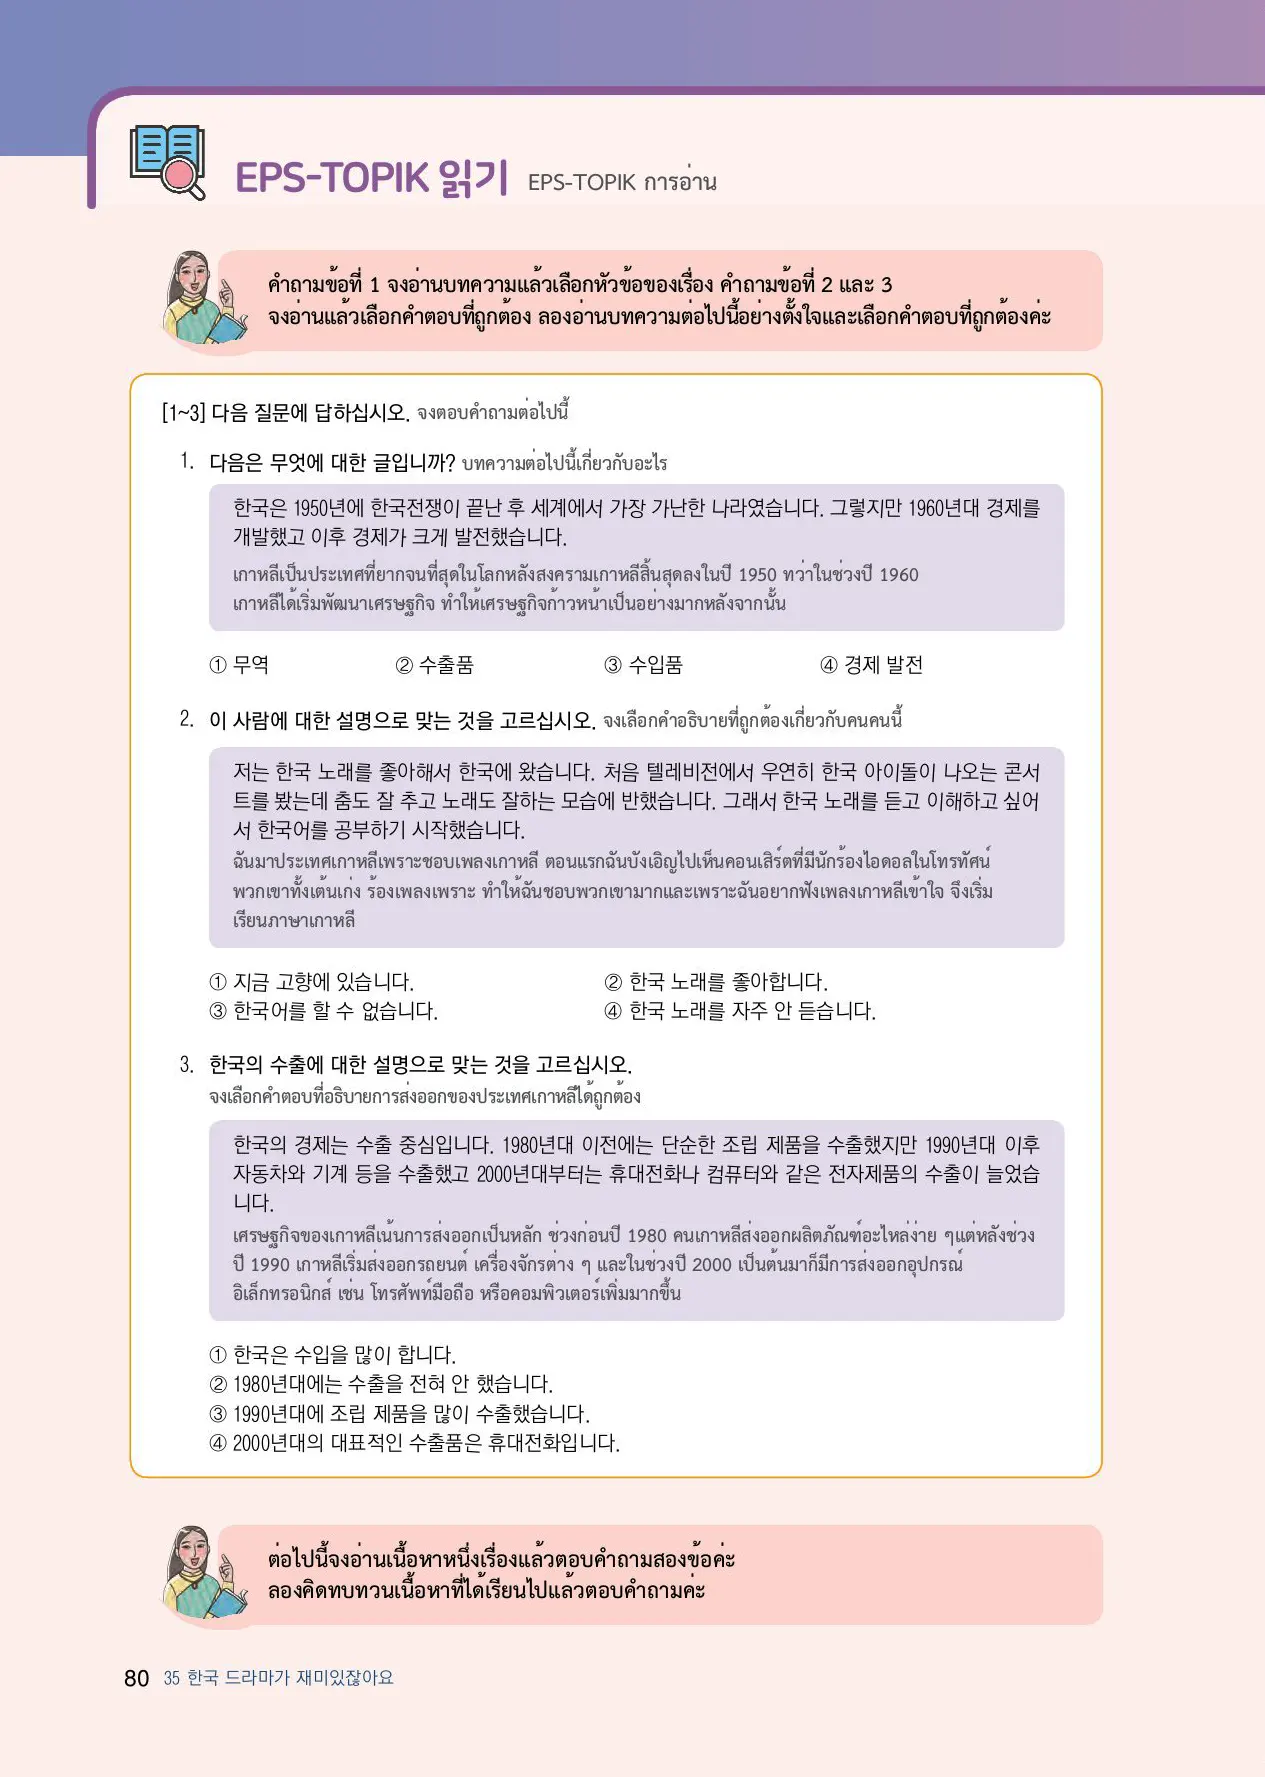 EPS-TOPIK 읽기 EPS-TOPIK การอ่าน
คำถามข้อที่ 1 จงอ่านบทความแล้วเลือกหัวข้อของเรื่อง คำถามข้อที่ 2 และ 3
จงอ่านแล้วเลือกคำตอบที่ถูกต้อง ลองอ่านบทความต่อไปนี้อย่างตั้งใจและเลือกคำตอบที่ถูกต้องค่ะ
[1~3] 다음 질문에 답하십시오. จงตอบคำถามต่อไปนี้
1. 다음은 무엇에 대한 글입니까? บทความต่อไปนี้เกี่ยวกับอะไร
한국은 1950년에 한국전쟁이 끝난 후 세계에서 가장 가난한 나라였습니다. 그렇지만 1960년대 경제를
개발했고 이후 경제가 크게 발전했습니다.
เกาหลีเป็นประเทศที่ยากจนที่สุดในโลกหลังสงครามเกาหลีสิ้นสุดลงในปี 1950 ทว่าในช่วงปี 1960
เกาหลีได้เริ่มพัฒนาเศรษฐกิจ ทำให้เศรษฐกิจก้าวหน้าเป็นอย่างมากหลังจากนั้น
① 무역 ② 수출품 ③ 수입품 ④ 경제 발전
2. 이 사람에 대한 설명으로 맞는 것을 고르십시오. จงเลือกคำอธิบายที่ถูกต้องเกี่ยวกับคนคนนี้
저는 한국 노래를 좋아해서 한국에 왔습니다. 처음 텔레비전에서 우연히 한국 아이돌이 나오는 콘서
트를 봤는데 춤도 잘 추고 노래도 잘하는 모습에 반했습니다. 그래서 한국 노래를 듣고 이해하고 싶어
서 한국어를 공부하기 시작했습니다.
ฉันมาประเทศเกาหลีเพราะชอบเพลงเกาหลี ตอนแรกฉันบังเอิญไปเห็นคอนเสิร์ตที่มีนักร้องไอดอลในโทรทัศน์
พวกเขาทั้งเต้นเก่ง ร้องเพลงเพราะ ทำให้ฉันชอบพวกเขามากและเพราะฉันอยากฟังเพลงเกาหลีเข้าใจ จึงเริ่ม
เรียนภาษาเกาหลี
① 지금 고향에 있습니다. ② 한국 노래를 좋아합니다.
③ 한국어를 할 수 없습니다. ④ 한국 노래를 자주 안 듣습니다.
3. 한국의 수출에 대한 설명으로 맞는 것을 고르십시오.
จงเลือกคำตอบที่อธิบายการส่งออกของประเทศเกาหลีได้ถูกต้อง
한국의 경제는 수출 중심입니다. 1980년대 이전에는 단순한 조립 제품을 수출했지만 1990년대 이후
자동차와 기계 등을 수출했고 2000년대부터는 휴대전화나 컴퓨터와 같은 전자제품의 수출이 늘었습
니다.
เศรษฐกิจของเกาหลีเน้นการส่งออกเป็นหลัก ช่วงก่อนปี 1980 คนเกาหลีส่งออกผลิตภัณฑ์อะไหล่ง่าย ๆแต่หลังช่วง
ปี 1990 เกาหลีเริ่มส่งออกรถยนต์ เครื่องจักรต่าง ๆ และในช่วงปี 2000 เป็นต้นมาก็มีการส่งออกอุปกรณ์
อิเล็กทรอนิกส์ เช่น โทรศัพท์มือถือ หรือคอมพิวเตอร์เพิ่มมากขึ้น
① 한국은 수입을 많이 합니다.
② 1980년대에는 수출을 전혀 안 했습니다.
③ 1990년대에 조립 제품을 많이 수출했습니다.
④ 2000년대의 대표적인 수출품은 휴대전화입니다.
ต่อไปนี้จงอ่านเนื้อหาหนึ่งเรื่องแล้วตอบคำถามสองข้อค่ะ
ลองคิดทบทวนเนื้อหาที่ได้เรียนไปแล้วตอบคำถามค่ะ
80 35 한국 드라마가 재미있잖아요